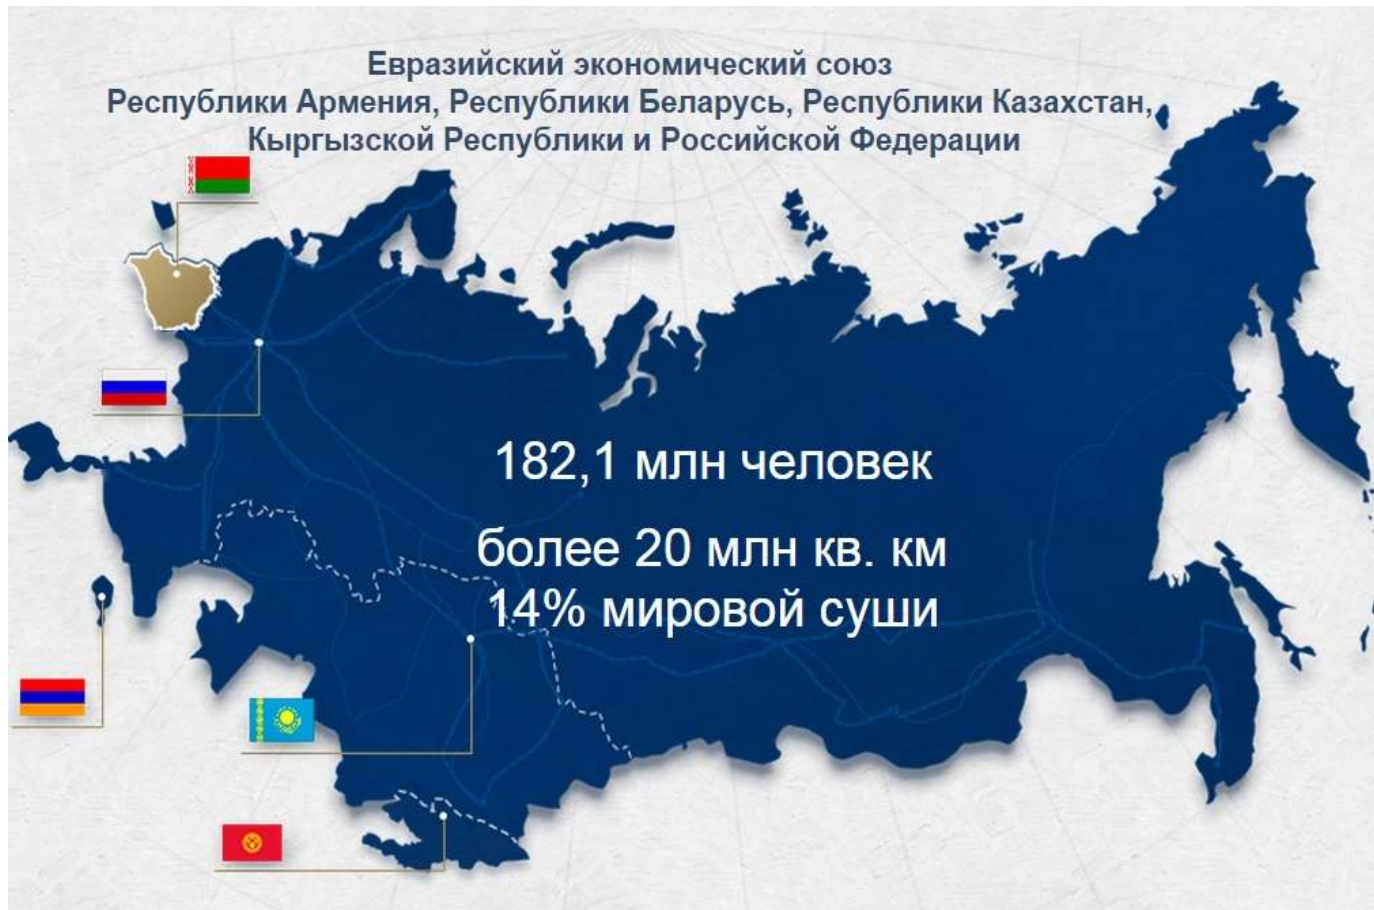 Евразийский экономический союз
Республики Армения, Республики Беларусь, Республики Казахстан,
Кыргызской Республики и Российской Федерации
182,1 млн человек
более 20 млн кв. км
14% мировой суши